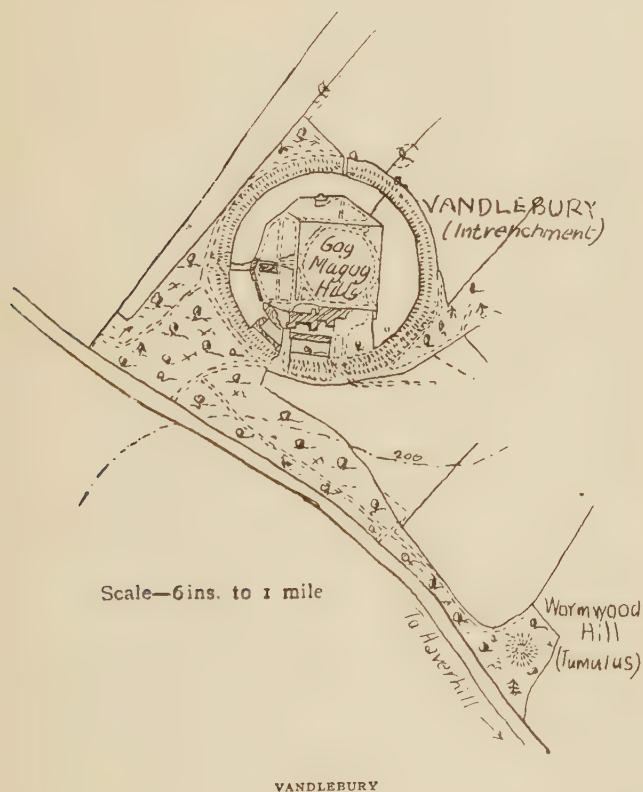 VANDLEBURY
(Intrenchment)
Gog
Magog
Hills
200
Scale—6ins. to 1 mile
Wormwood
Hill
(Tumulus)
To Haverhill
VANDLEBURY